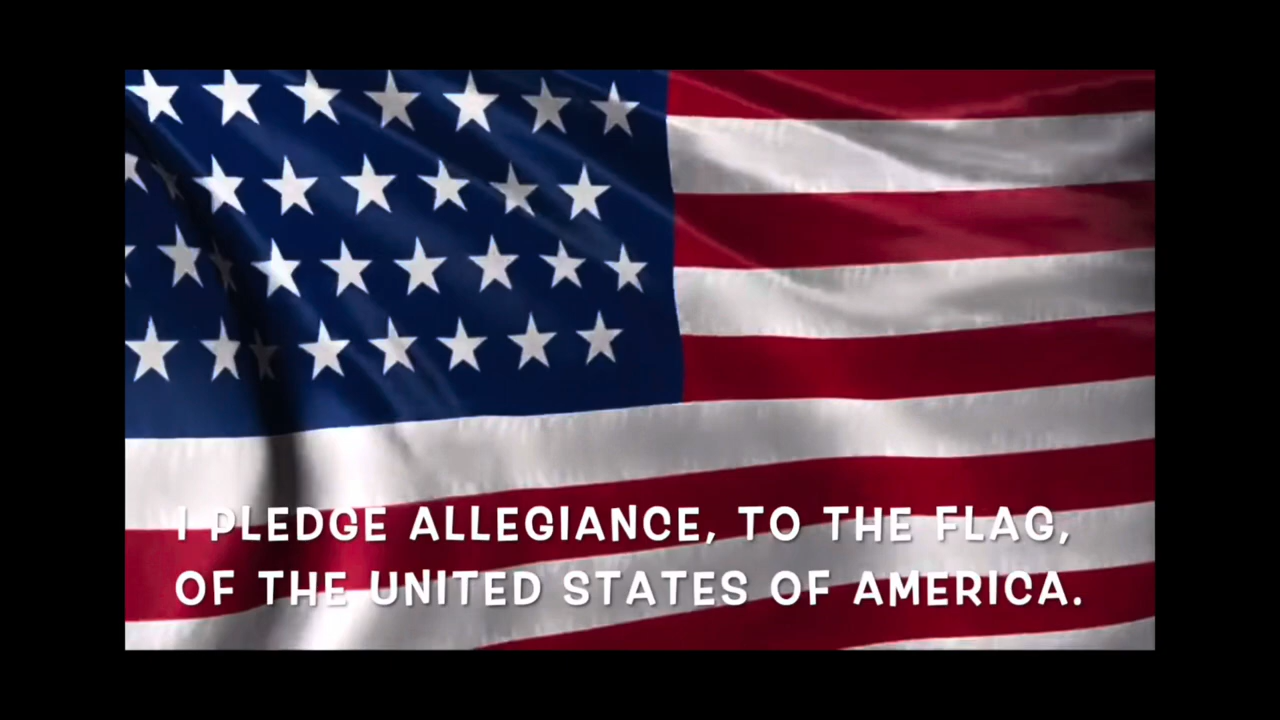 I PLEDGE ALLEGIANCE, TO THE FLAG,
OF THE UNITED STATES OF AMERICA.